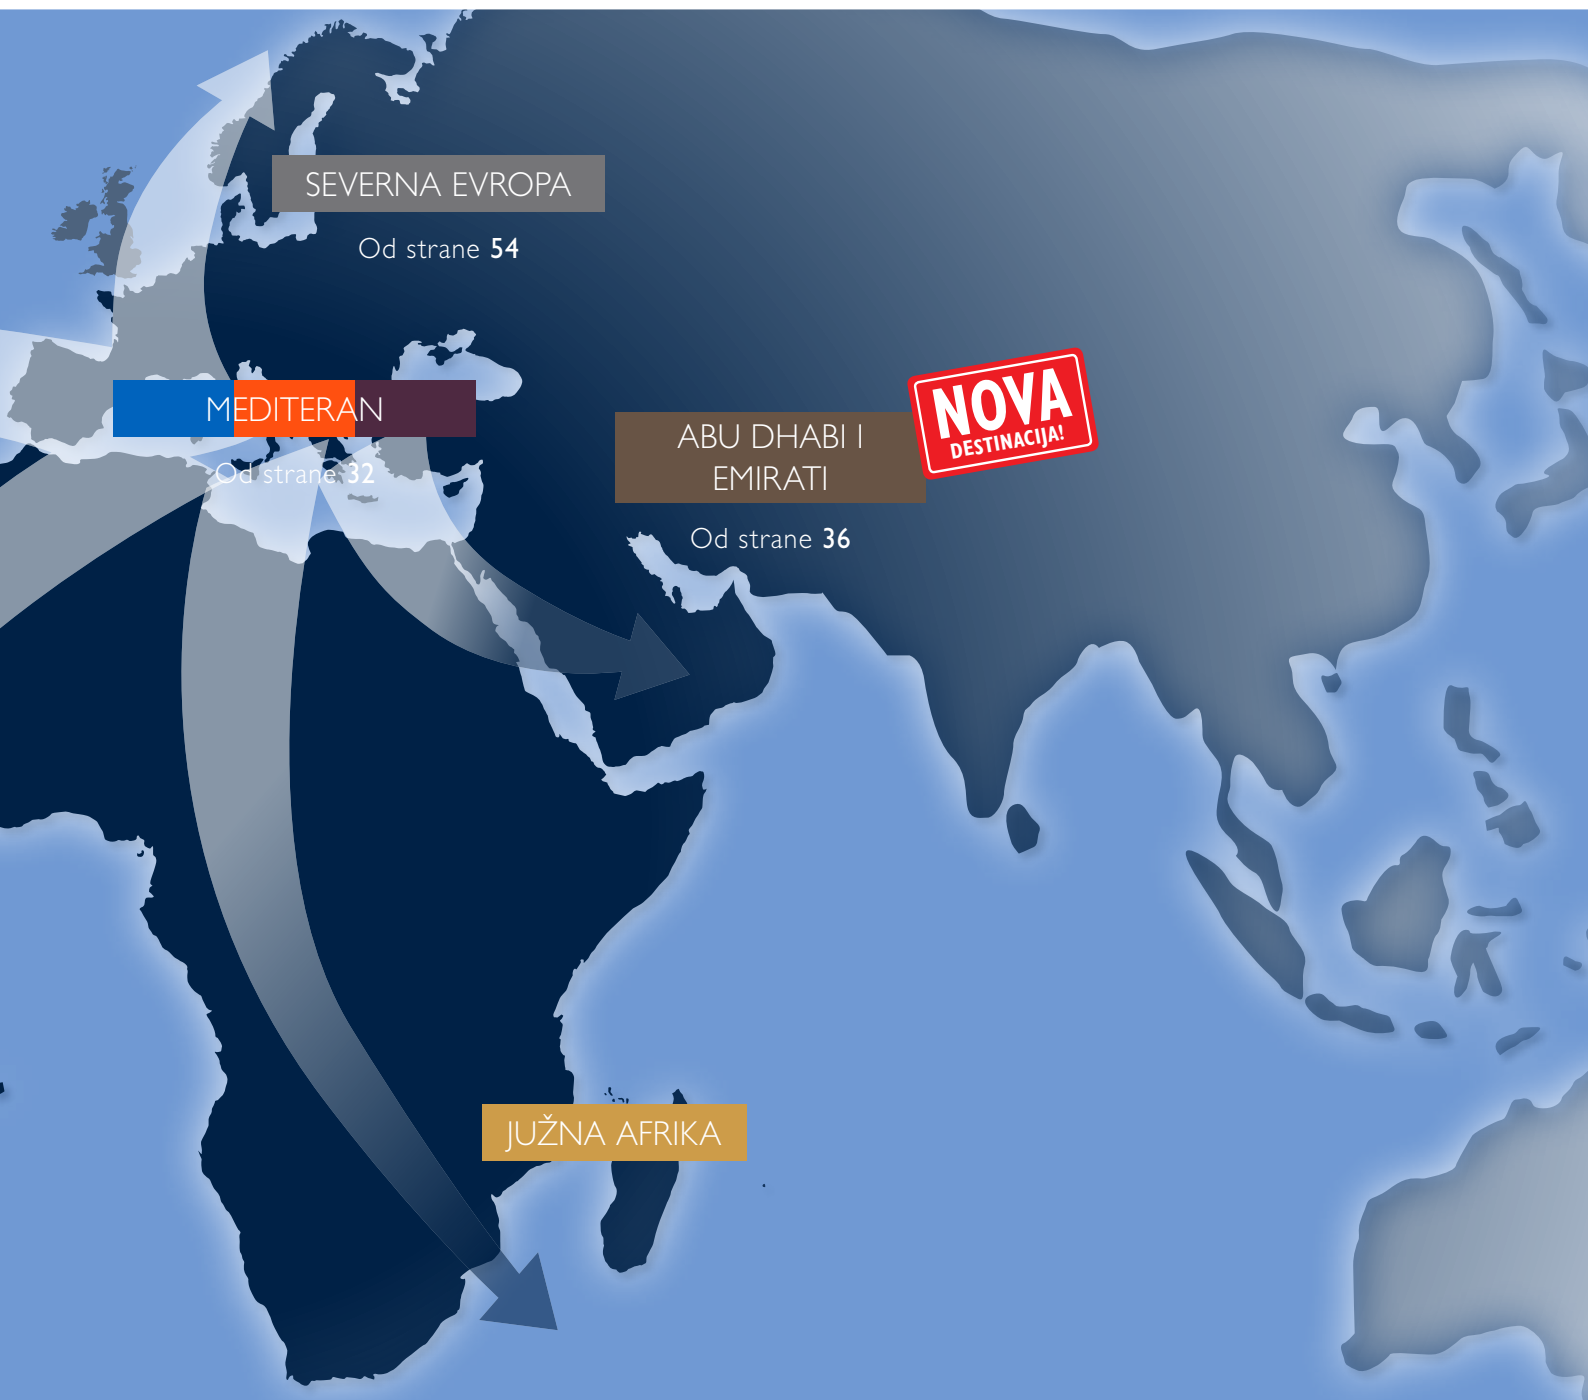 SEVERNA EVROPA
Od strane 54
MEDITERAN
Od strane 32
ABU DHABI I
EMIRATI
Od strane 36
NOVA
DESTINACIJA!
JUŽNA AFRIKA